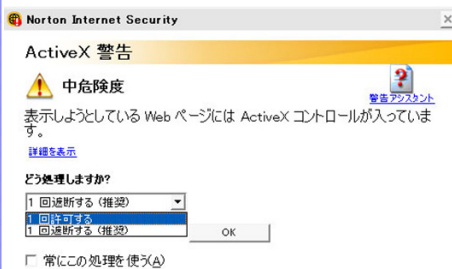 Norton Internet Security
ActiveX 警告
中危険度
警告アシスタント
表示しようとしている Web ページには ActiveX コントロールが入っていま
す。
詳細を表示
どう処理しますか?
1 回遮断する (推奨)
1 回許可する
1 回遮断する (推奨)
OK
常にこの処理を使う(A)